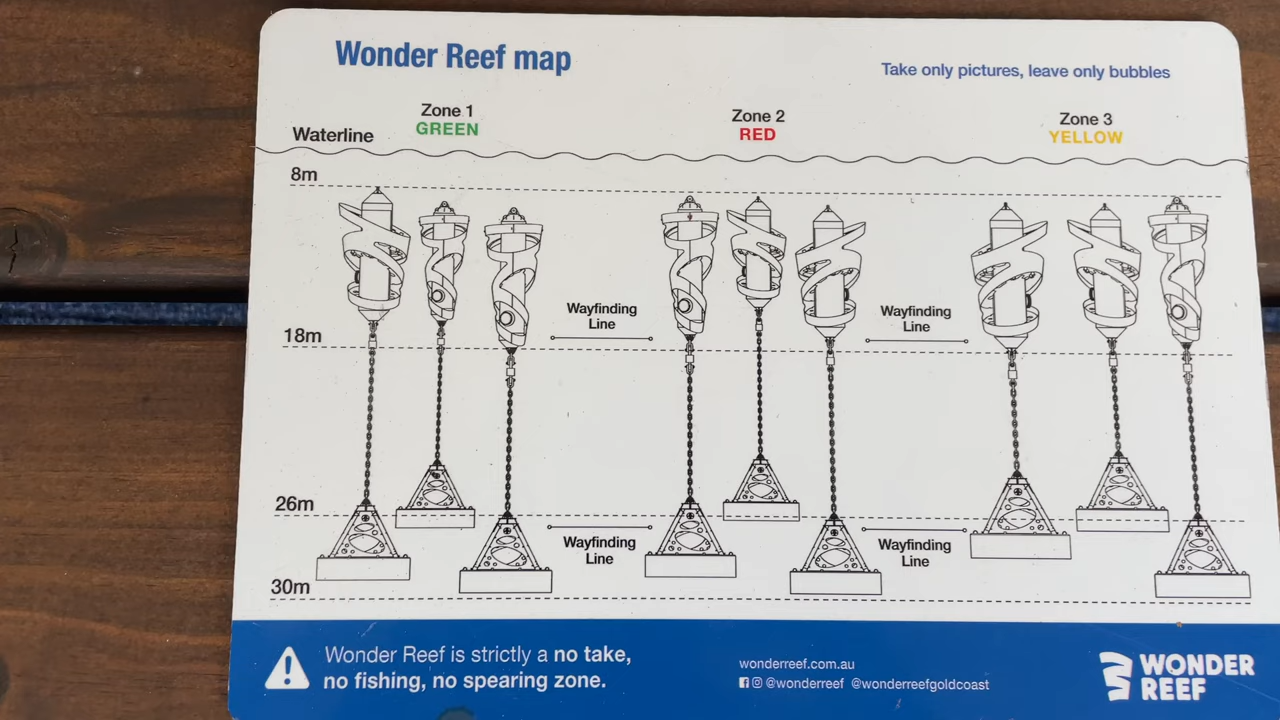 Wonder Reef map
Take only pictures, leave only bubbles
Zone 1
GREEN
Zone 2
RED
Zone 3
YELLOW
Waterline
8m
Wayfinding
Line
Wayfinding
Line
18m
26m
Wayfinding
Line
Wayfinding
Line
30m
Wonder Reef is strictly a no take,
no fishing, no spearing zone.
wonderreef.com.au
@wonderreef @wonderreefgoldcoast
WONDER
REEF